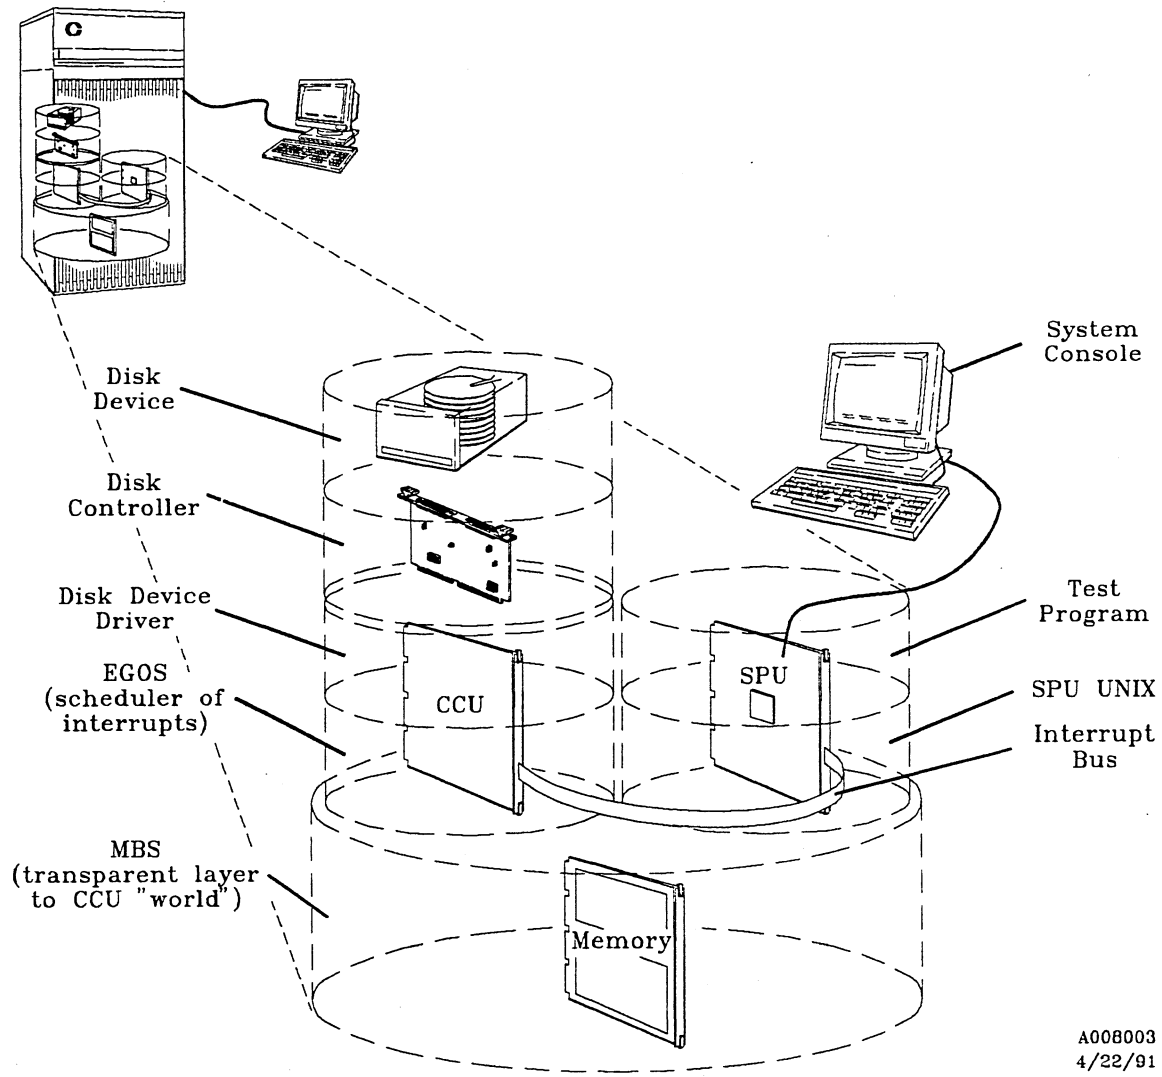 Disk
Device
Disk
Controller
Disk Device
Driver
EGOS
(scheduler of
interrupts)
MBS
(transparent layer
to CCU "world")
CCU
SPU
Memory
System
Console
Test
Program
SPU UNIX
Interrupt
Bus
A008003
4/22/91